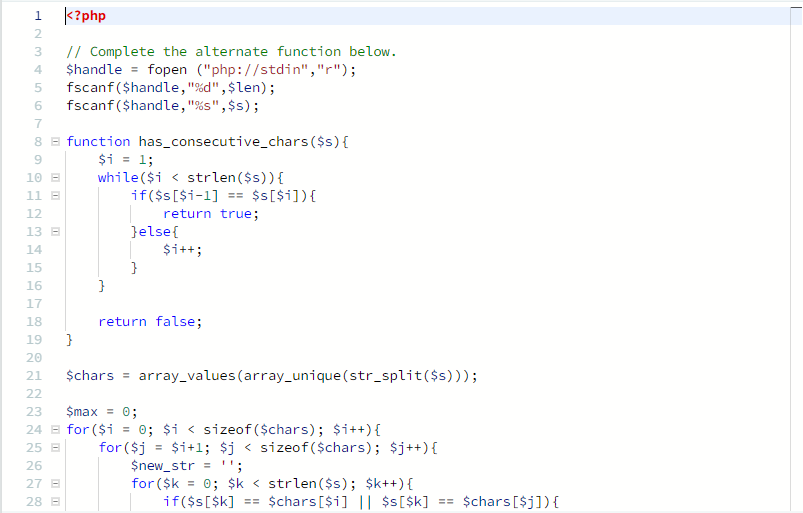 1 <?php
2
3 // Complete the alternate function below.
4 $handle = fopen ("php://stdin","r");
5 fscanf($handle,"%d",$len);
6 fscanf($handle,"%s",$s);
7
8 function has_consecutive_chars($s){
9     $i = 1;
10     while($i < strlen($s)){
11         if($s[$i-1] == $s[$i]){
12             return true;
13         }else{
14             $i++;
15         }
16     }
17
18     return false;
19 }
20
21 $chars = array_values(array_unique(str_split($s)));
22
23 $max = 0;
24 for($i = 0; $i < sizeof($chars); $i++){
25     for($j = $i+1; $j < sizeof($chars); $j++){
26         $new_str = '';
27         for($k = 0; $k < strlen($s); $k++){
28             if($s[$k] == $chars[$i] || $s[$k] == $chars[$j]){